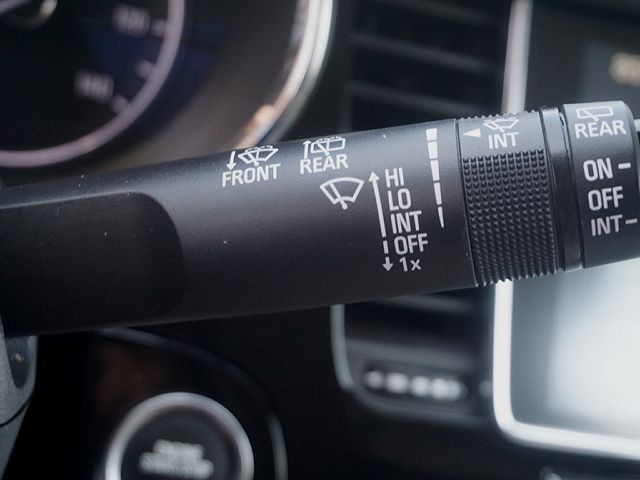 FRONT
REAR
HI
LO
INT
OFF
1x
INT
REAR
ON
OFF
INT